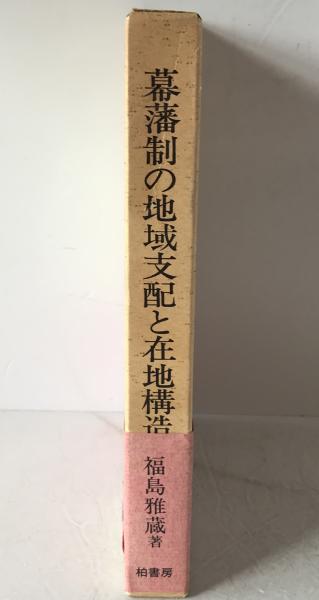 幕藩制の地域支配と在地構造
福島雅蔵著
柏書房